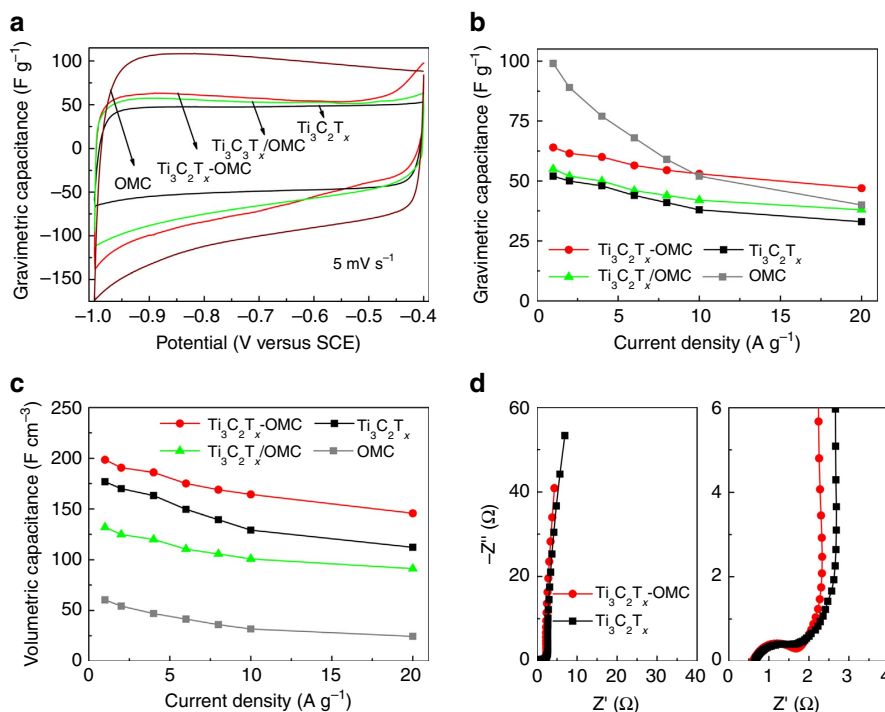 a
Gravimetric capacitance (F g⁻¹)
100
50
0
−50
−100
−150
Ti₃C₂Tₓ
Ti₃C₃Tₓ/OMC
Ti₃C₂Tₓ-OMC
OMC
5 mV s⁻¹
−1.0 −0.9 −0.8 −0.7 −0.6 −0.5 −0.4
Potential (V versus SCE)
b
Gravimetric capacitance (F g⁻¹)
100
75
50
25
0
Ti₃C₂Tₓ-OMC Ti₃C₂Tₓ
Ti₃C₂Tₓ/OMC OMC
0 5 10 15 20
Current density (A g⁻¹)
c
Volumetric capacitance (F cm⁻³)
250
200
150
100
50
0
Ti₃C₂Tₓ-OMC Ti₃C₂Tₓ
Ti₃C₂Tₓ/OMC OMC
0 5 10 15 20
Current density (A g⁻¹)
d
−Z'' (Ω)
60
40
20
0
Ti₃C₂Tₓ-OMC
Ti₃C₂Tₓ
0 10 20 30 40
Z' (Ω)
6
4
2
0
0 1 2 3 4
Z' (Ω)